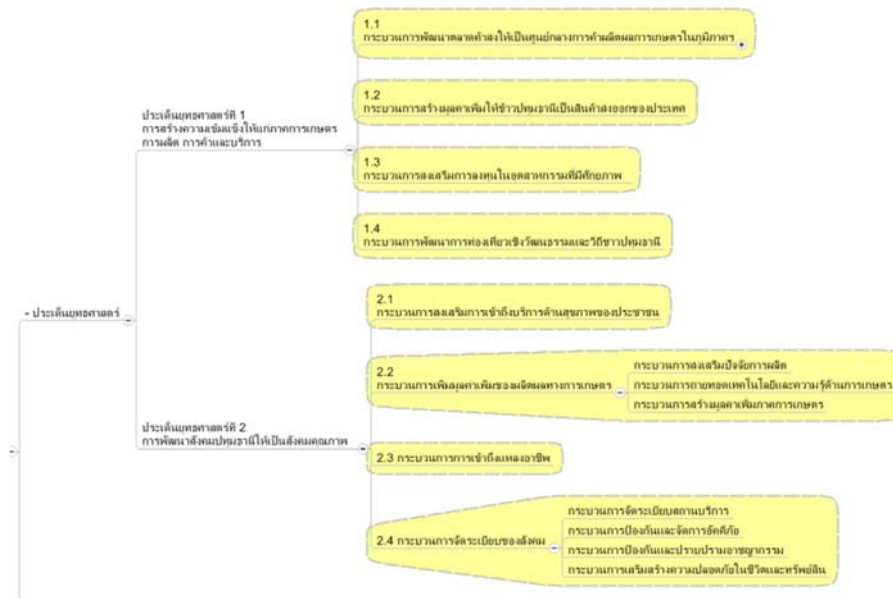 - ประเด็นยุทธศาสตร์
ประเด็นยุทธศาสตร์ที่ 1
การสร้างความเข้มแข็งให้แก่ภาคการเกษตร
การผลิต การค้าและบริการ
1.1
กระบวนการพัฒนาตลาดค้าส่งให้เป็นศูนย์กลางการค้าผลิตผลการเกษตรในภูมิภาคฯ
1.2
กระบวนการสร้างมูลค่าเพิ่มให้ข้าวปทุมธานีเป็นสินค้าส่งออกของประเทศ
1.3
กระบวนการส่งเสริมการลงทุนในอุตสาหกรรมที่มีศักยภาพ
1.4
กระบวนการพัฒนาการท่องเที่ยวเชิงวัฒนธรรมและวิถีชาวปทุมธานี
ประเด็นยุทธศาสตร์ที่ 2
การพัฒนาสังคมปทุมธานีให้เป็นสังคมคุณภาพ
2.1
กระบวนการส่งเสริมการเข้าถึงบริการด้านสุขภาพของประชาชน
2.2
กระบวนการเพิ่มมูลค่าเพิ่มของผลิตผลทางการเกษตร
กระบวนการส่งเสริมปัจจัยการผลิต
กระบวนการถ่ายทอดเทคโนโลยีและความรู้ด้านการเกษตร
กระบวนการสร้างมูลค่าเพิ่มภาคการเกษตร
2.3 กระบวนการการเข้าถึงแหล่งอาชีพ
2.4 กระบวนการจัดระเบียบของสังคม
กระบวนการจัดระเบียบสถานบริการ
กระบวนการป้องกันและจัดการอัคคีภัย
กระบวนการป้องกันและปราบปรามอาชญากรรม
กระบวนการเสริมสร้างความปลอดภัยในชีวิตและทรัพย์สิน